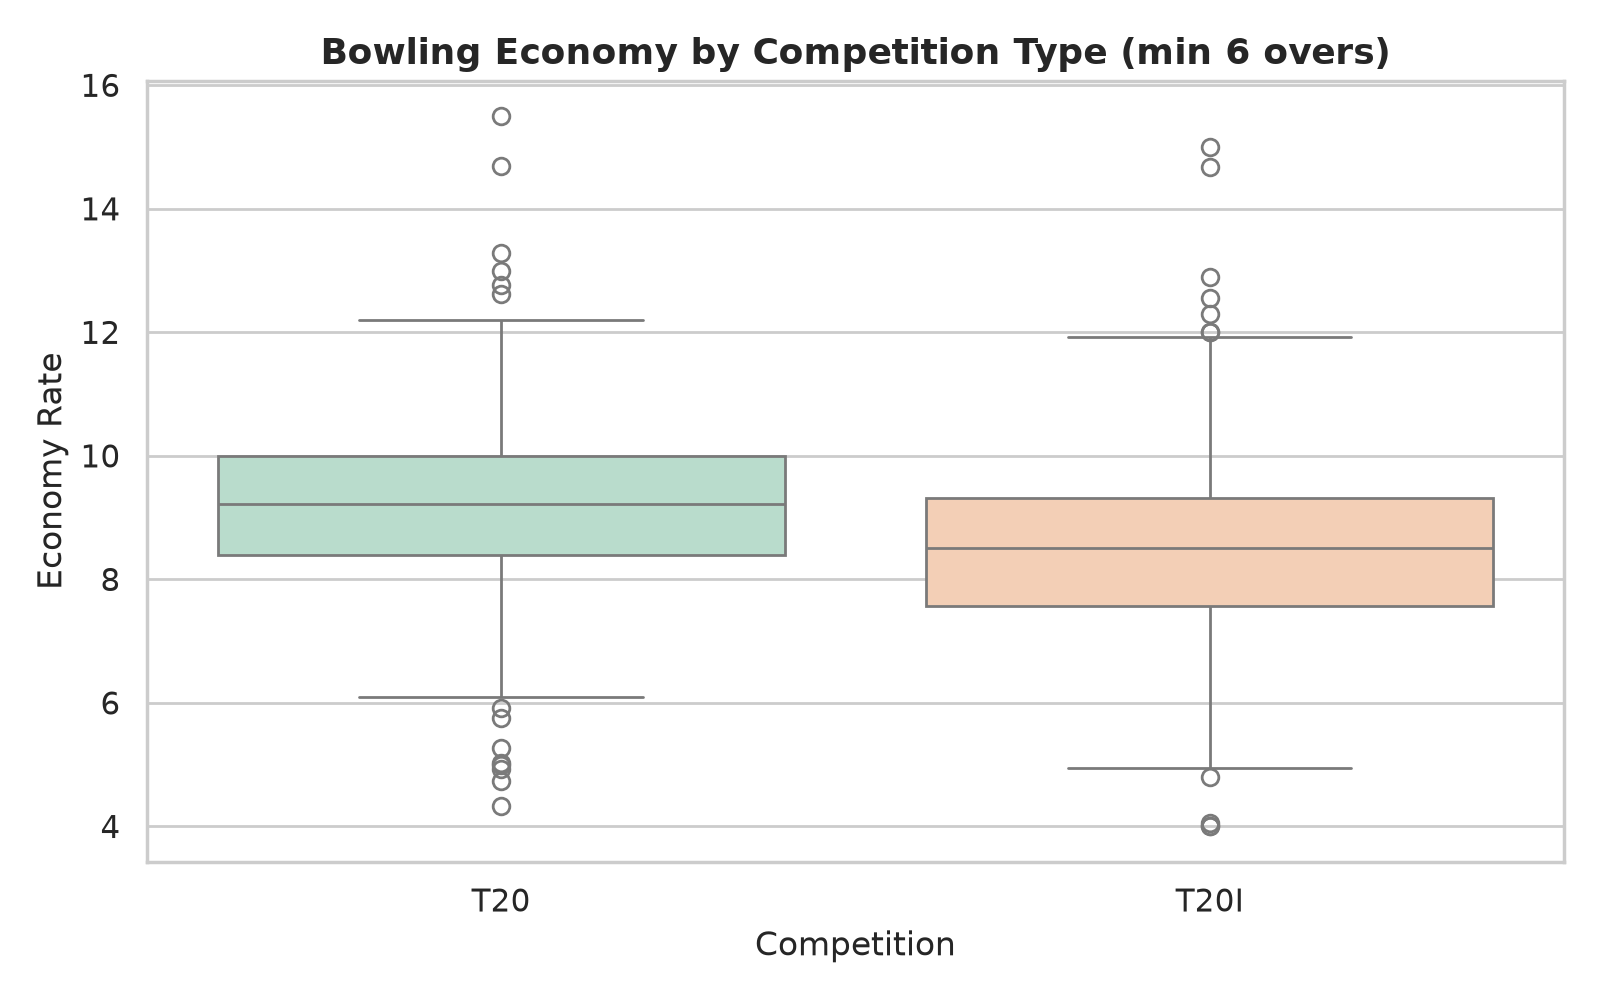 Bowling Economy by Competition Type (min 6 overs)
16
14
12
10
8
6
4
Economy Rate
T20
T20I
Competition